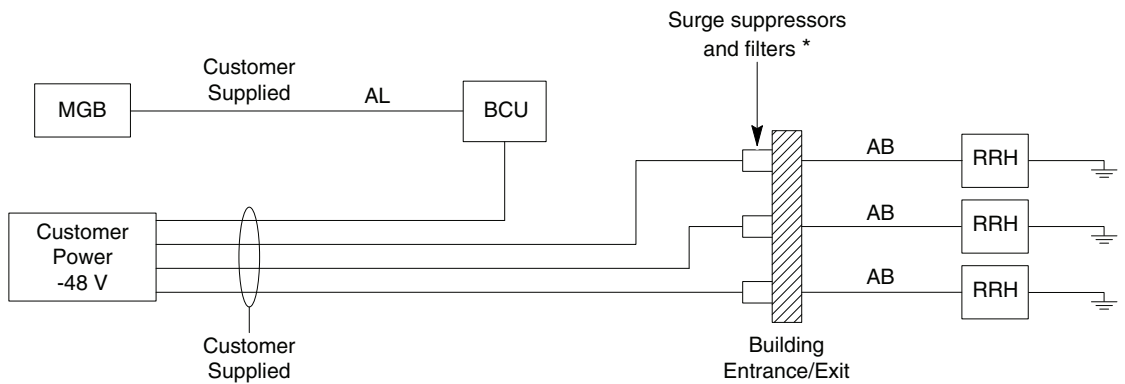 Surge suppressors
and filters *
Customer
Supplied
MGB
AL
BCU
AB
RRH
Customer
Power
-48 V
AB
RRH
AB
RRH
Customer
Supplied
Building
Entrance/Exit